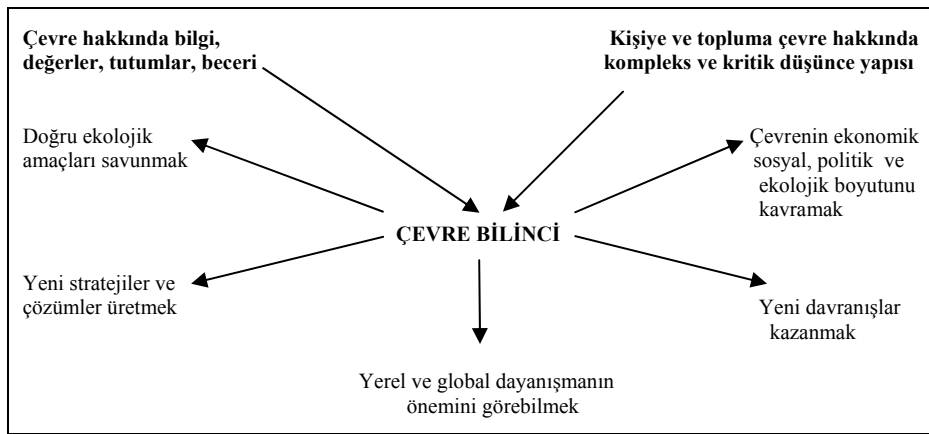 Çevre hakkında bilgi,
değerler, tutumlar, beceri
Kişiye ve topluma çevre hakkında
kompleks ve kritik düşünce yapısı
Doğru ekolojik
amaçları savunmak
Çevrenin ekonomik
sosyal, politik ve
ekolojik boyutunu
kavramak
ÇEVRE BİLİNCİ
Yeni stratejiler ve
çözümler üretmek
Yeni davranışlar
kazanmak
Yerel ve global dayanışmanın
önemini görebilmek